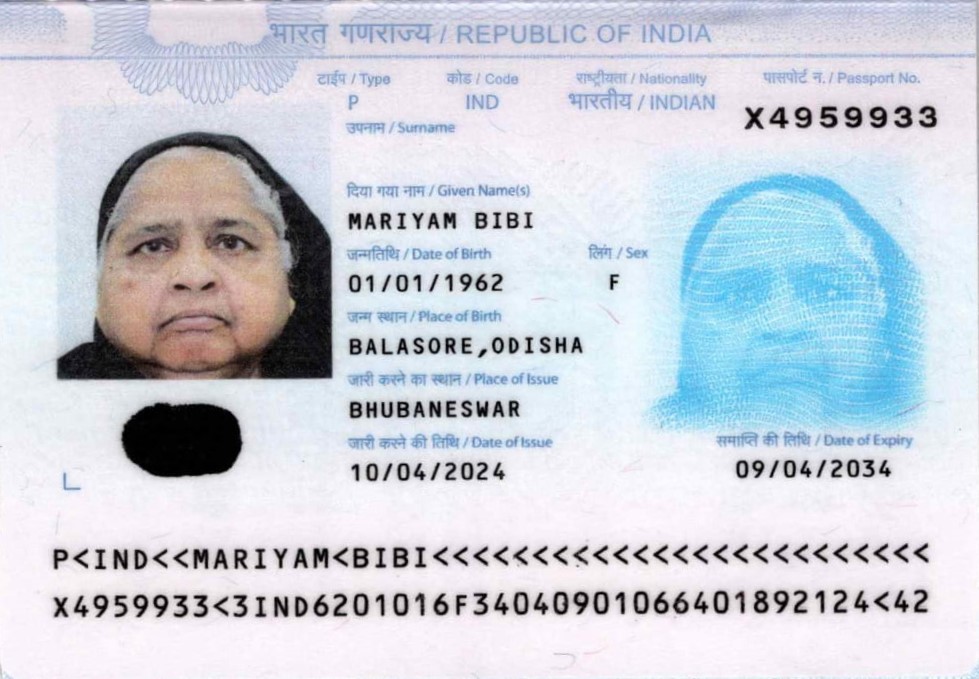 भारत गणराज्य / REPUBLIC OF INDIA
टाईप / Type कोड / Code राष्ट्रीयता / Nationality पासपोर्ट न. / Passport No.
P IND भारतीय / INDIAN X4959933
उपनाम / Surname
दिया गया नाम / Given Name(s)
MARIYAM BIBI
जन्मतिथि / Date of Birth लिंग / Sex
01/01/1962 F
जन्म स्थान / Place of Birth
BALASORE,ODISHA
जारी करने का स्थान / Place of Issue
BHUBANESWAR
जारी करने की तिथि / Date of Issue समाप्ति की तिथि / Date of Expiry
10/04/2024 09/04/2034
P<IND<<MARIYAM<BIBI<<<<<<<<<<<<<<<<<<<<<<<<<
X4959933<3IND6201016F34040901066401892124<42